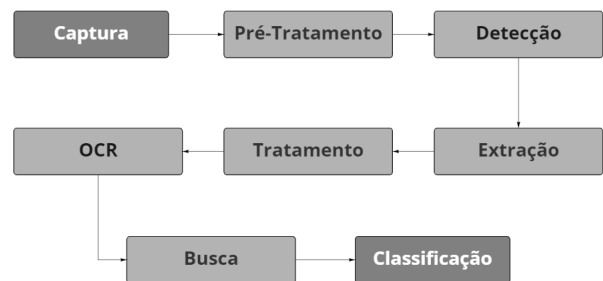 Captura
Pré-Tratamento
Detecção
Extração
Tratamento
OCR
Busca
Classificação